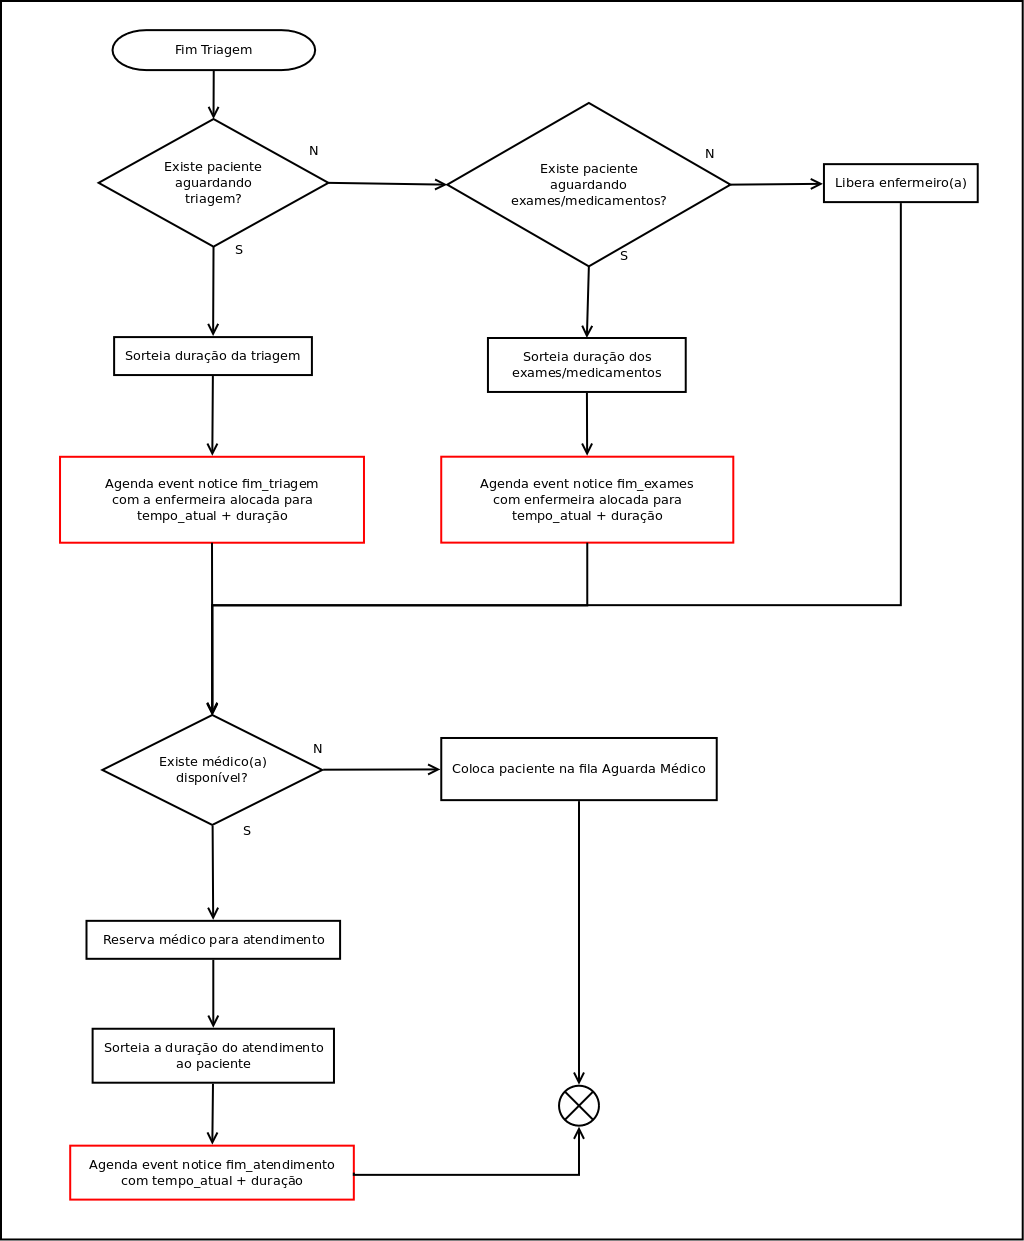 Fim Triagem
Existe paciente
aguardando
triagem?
N
S
Existe paciente
aguardando
exames/medicamentos?
N
S
Libera enfermeiro(a)
Sorteia duração da triagem
Sorteia duração dos
exames/medicamentos
Agenda event notice fim_triagem
com a enfermeira alocada para
tempo_atual + duração
Agenda event notice fim_exames
com enfermeira alocada para
tempo_atual + duração
Existe médico(a)
disponível?
N
S
Coloca paciente na fila Aguarda Médico
Reserva médico para atendimento
Sorteia a duração do atendimento
ao paciente
Agenda event notice fim_atendimento
com tempo_atual + duração